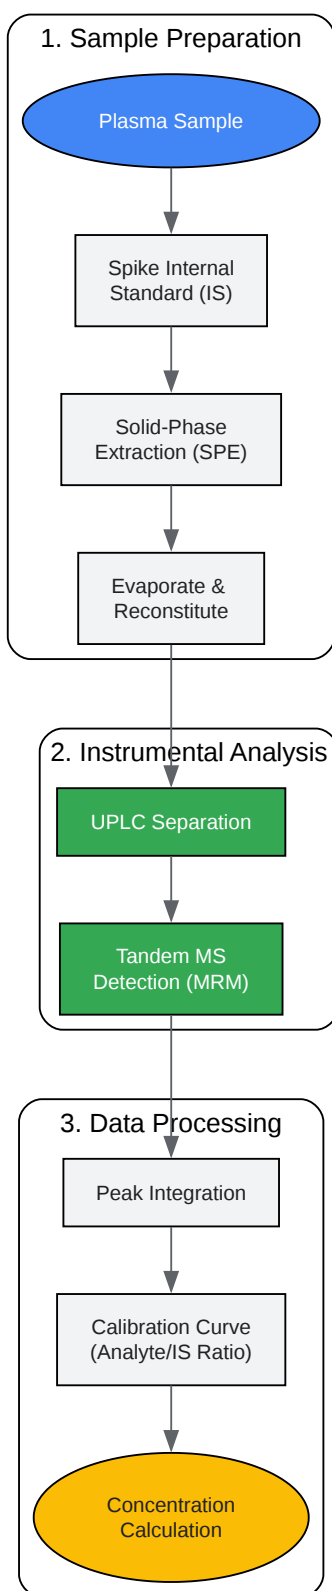 1. Sample Preparation
Plasma Sample
Spike Internal
Standard (IS)
Solid-Phase
Extraction (SPE)
Evaporate &
Reconstitute
2. Instrumental Analysis
UPLC Separation
Tandem MS
Detection (MRM)
3. Data Processing
Peak Integration
Calibration Curve
(Analyte/IS Ratio)
Concentration
Calculation